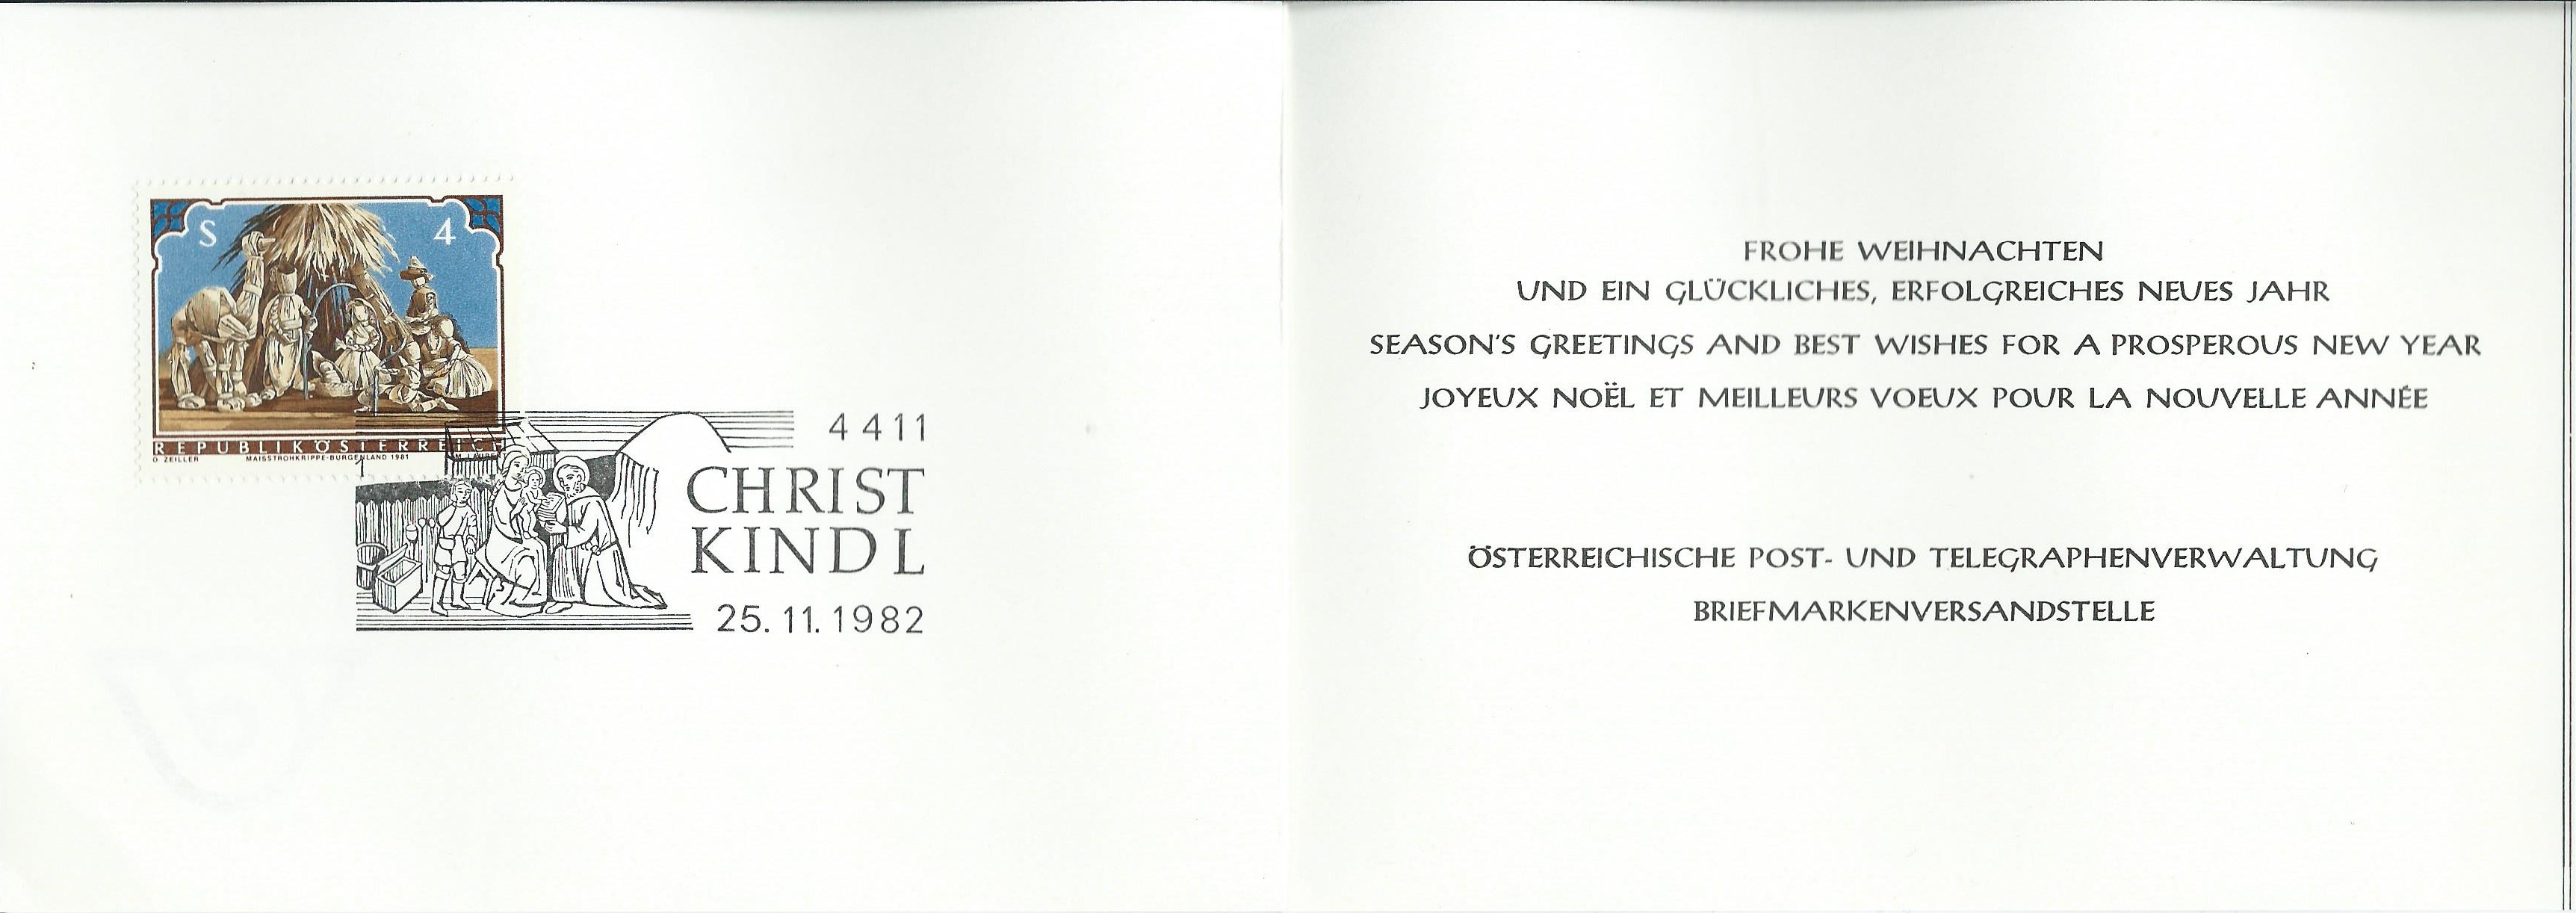 S 4
REPUBLIK ÖSTERREICH
O. ZEILLER MAISSTROHKRIPPE-BURGENLAND 1981
4411
CHRIST
KINDL
25.11.1982
FROHE WEIHNACHTEN
UND EIN GLÜCKLICHES, ERFOLGREICHES NEUES JAHR
SEASON'S GREETINGS AND BEST WISHES FOR A PROSPEROUS NEW YEAR
JOYEUX NOËL ET MEILLEURS VOEUX POUR LA NOUVELLE ANNÉE
ÖSTERREICHISCHE POST- UND TELEGRAPHENVERWALTUNG
BRIEFMARKENVERSANDSTELLE